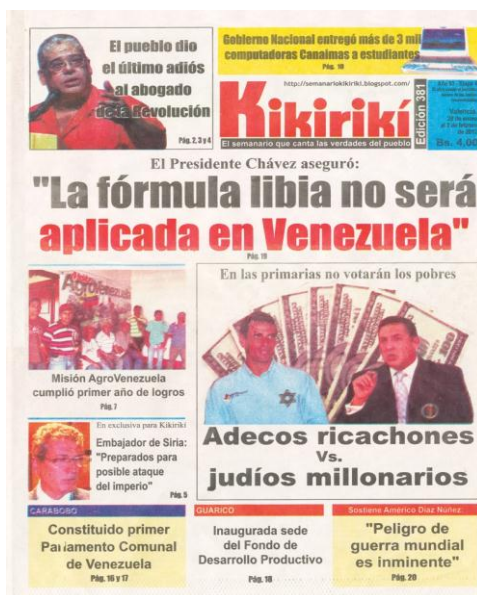 El pueblo dio
el último adiós
al abogado
de la Revolución
Pág. 2, 3 y 4
Gobierno Nacional entregó más de 3 mil
computadoras Canaimas a estudiantes
Pág. 18
http://semanariokikiriki.blogspot.com/
Kikirikí
El semanario que canta las verdades del pueblo
Edición 381
Valencia
Bs. 4,00
El Presidente Chávez aseguró:
"La fórmula libia no será
aplicada en Venezuela"
Pág. 19
AgroVenezuela
Misión AgroVenezuela
cumplió primer año de logros
Pág. 7
En las primarias no votarán los pobres
Adecos ricachones
Vs.
judíos millonarios
En exclusiva para Kikirikí
Embajador de Siria:
"Preparados para
posible ataque
del imperio"
Pág. 5
CARABOBO
Constituido primer
Parlamento Comunal
de Venezuela
Pág. 16 y 17
GUÁRICO
Inaugurada sede
del Fondo de
Desarrollo Productivo
Pág. 18
Sostiene Américo Díaz Núñez:
"Peligro de
guerra mundial
es inminente"
Pág. 20